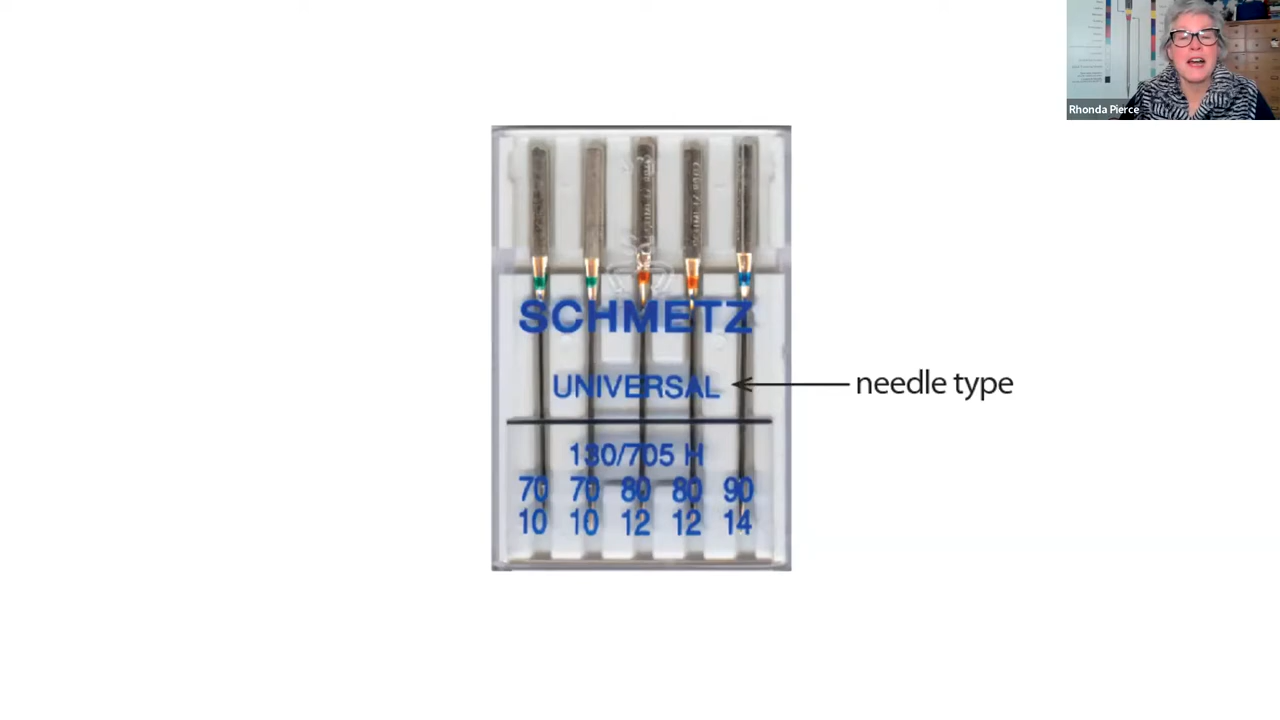 Rhonda Pierce
SCHMETZ
UNIVERSAL
needle type
130/705 H
70 70 80 80 90
10 10 12 12 14